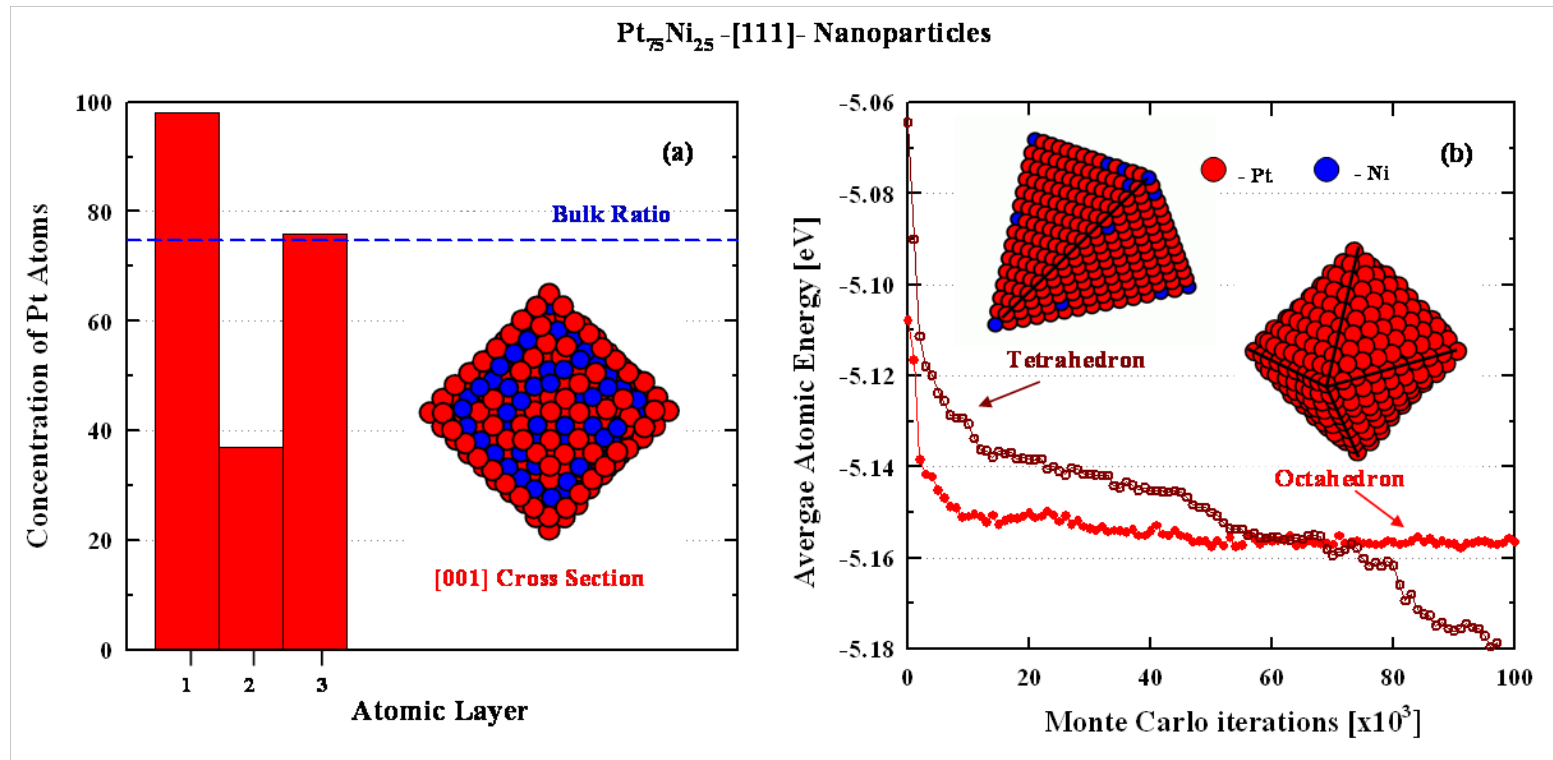 Pt75Ni25 -[111]- Nanoparticles
100
80
60
40
20
0
Concentration of Pt Atoms
(a)
Bulk Ratio
[001] Cross Section
1 2 3
Atomic Layer
-5.06
-5.08
-5.10
-5.12
-5.14
-5.16
-5.18
Avergae Atomic Energy [eV]
(b)
- Pt
- Ni
Tetrahedron
Octahedron
0 20 40 60 80 100
Monte Carlo iterations [x10³]